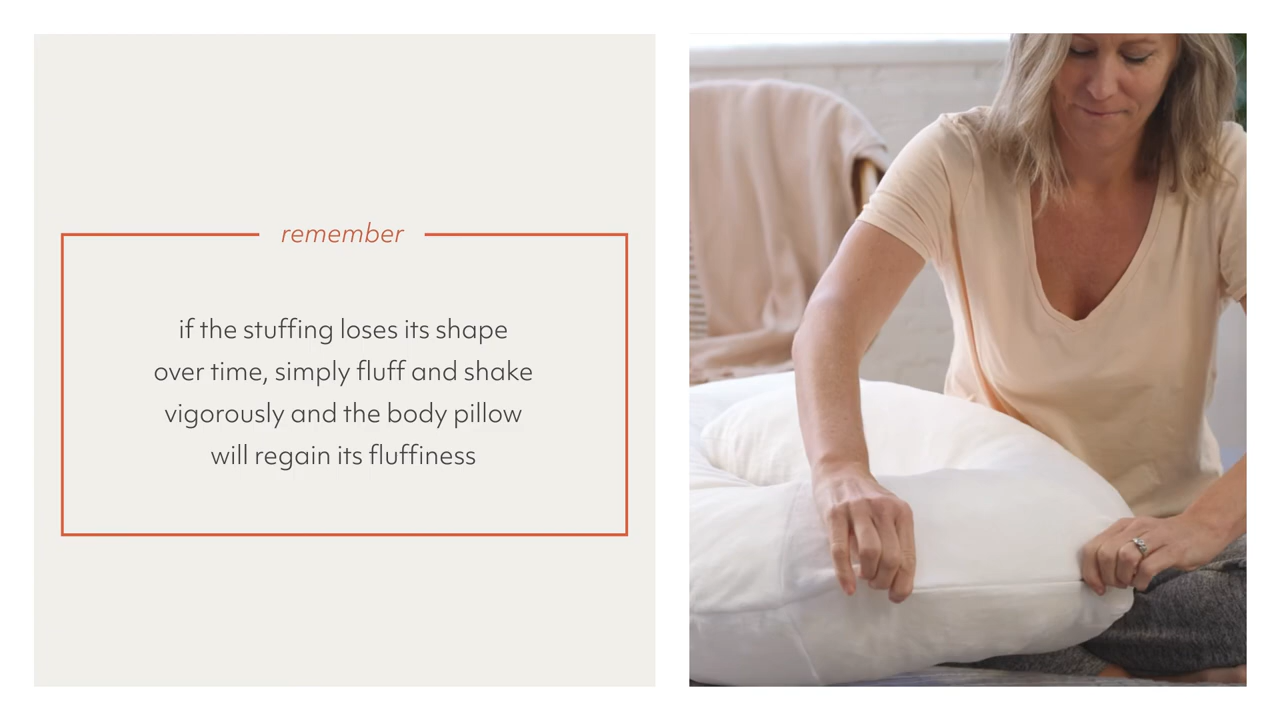 remember
if the stuffing loses its shape
over time, simply fluff and shake
vigorously and the body pillow
will regain its fluffiness